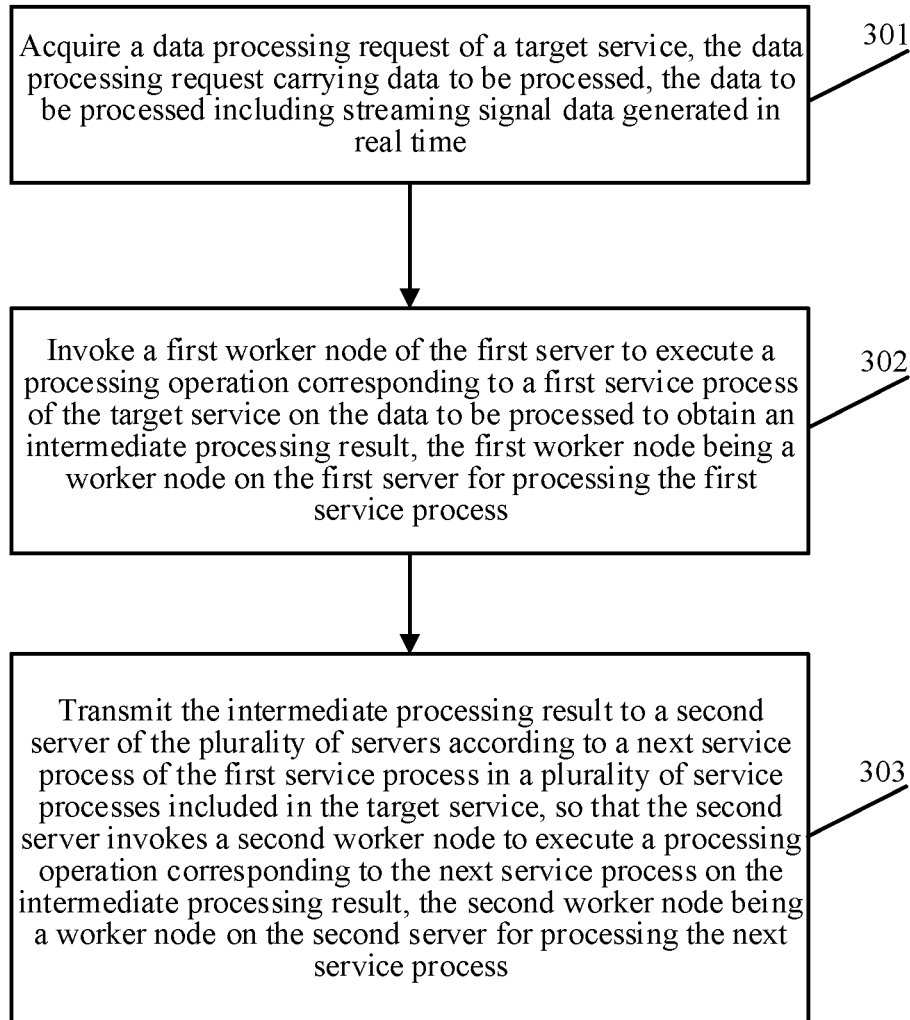 Acquire a data processing request of a target service, the data
processing request carrying data to be processed, the data to
be processed including streaming signal data generated in
real time
301
Invoke a first worker node of the first server to execute a
processing operation corresponding to a first service process
of the target service on the data to be processed to obtain an
intermediate processing result, the first worker node being a
worker node on the first server for processing the first
service process
302
Transmit the intermediate processing result to a second
server of the plurality of servers according to a next service
process of the first service process in a plurality of service
processes included in the target service, so that the second
server invokes a second worker node to execute a processing
operation corresponding to the next service process on the
intermediate processing result, the second worker node being
a worker node on the second server for processing the next
service process
303